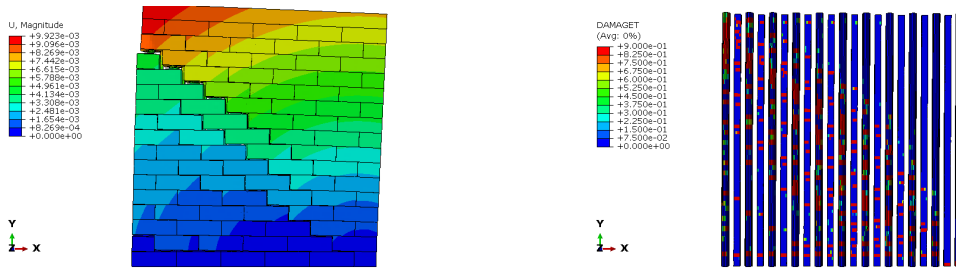 U, Magnitude
+9.923e-03
+9.096e-03
+8.269e-03
+7.442e-03
+6.615e-03
+5.788e-03
+4.961e-03
+4.134e-03
+3.308e-03
+2.481e-03
+1.654e-03
+8.269e-04
+0.000e+00
Y
Z
X
DAMAGET
(Avg: 0%)
+9.000e-01
+8.250e-01
+7.500e-01
+6.750e-01
+6.000e-01
+5.250e-01
+4.500e-01
+3.750e-01
+3.000e-01
+2.250e-01
+1.500e-01
+7.500e-02
+0.000e+00
Y
Z
X